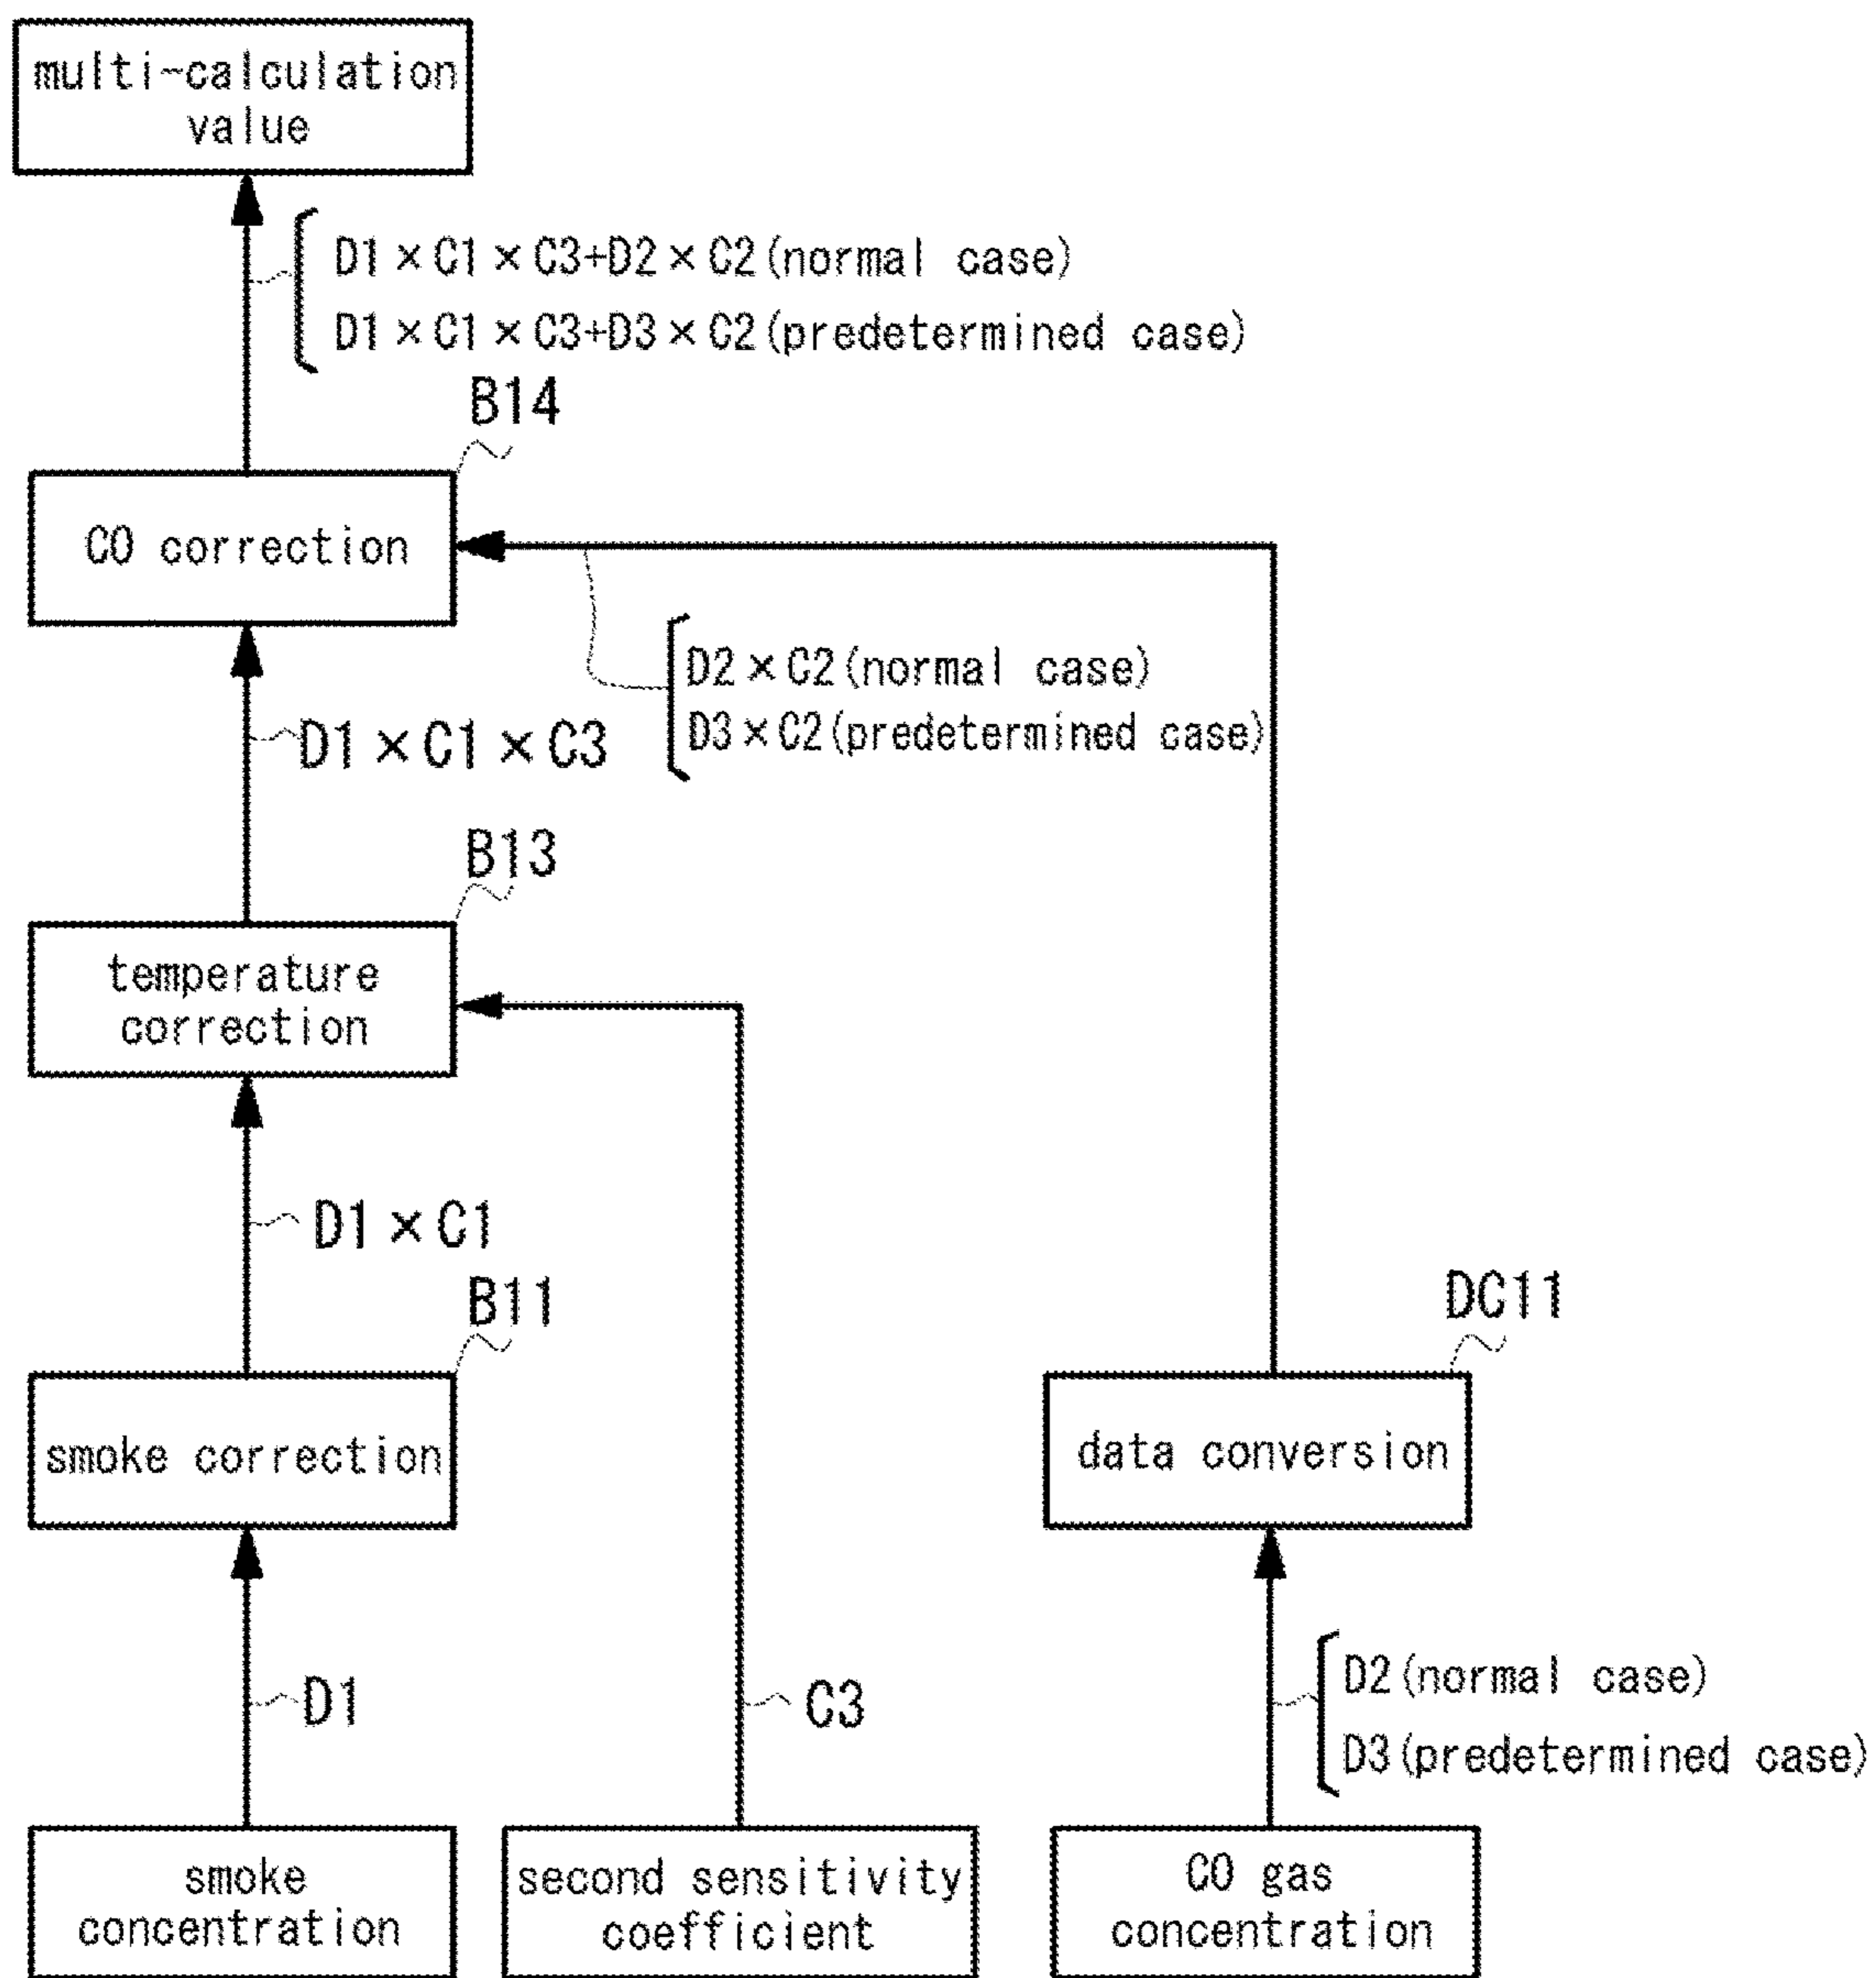 multi-calculation
value
D1×C1×C3+D2×C2(normal case)
D1×C1×C3+D3×C2(predetermined case)
B14
CO correction
D2×C2(normal case)
D3×C2(predetermined case)
D1×C1×C3
B13
temperature
correction
D1×C1
B11
DC11
smoke correction
data conversion
D1
C3
D2(normal case)
D3(predetermined case)
smoke
concentration
second sensitivity
coefficient
CO gas
concentration